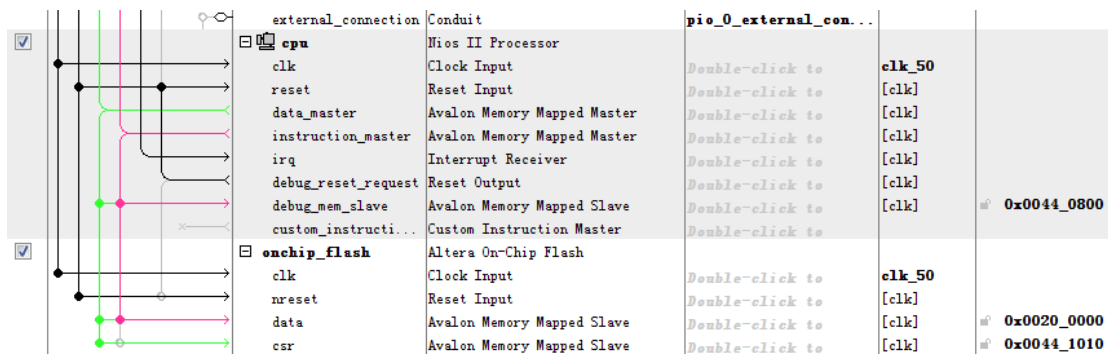 external_connection Conduit pio_0_external_con...
cpu Nios II Processor
clk Clock Input Double-click to clk_50
reset Reset Input Double-click to [clk]
data_master Avalon Memory Mapped Master Double-click to [clk]
instruction_master Avalon Memory Mapped Master Double-click to [clk]
irq Interrupt Receiver Double-click to [clk]
debug_reset_request Reset Output Double-click to [clk]
debug_mem_slave Avalon Memory Mapped Slave Double-click to [clk] 0x0044_0800
custom_instructi... Custom Instruction Master Double-click to
onchip_flash Altera On-Chip Flash
clk Clock Input Double-click to clk_50
nreset Reset Input Double-click to [clk]
data Avalon Memory Mapped Slave Double-click to [clk] 0x0020_0000
csr Avalon Memory Mapped Slave Double-click to [clk] 0x0044_1010